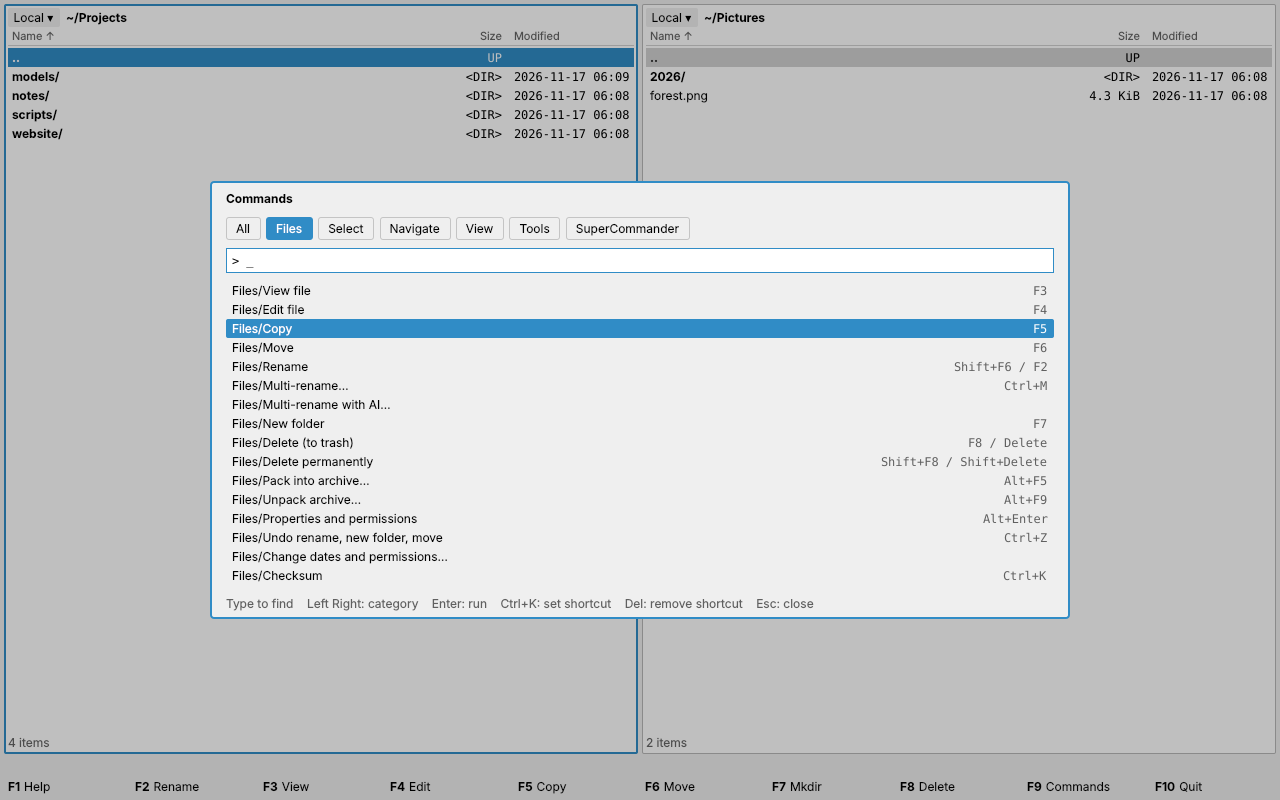 Local ▾ ~/Projects
Name ↑ Size Modified
.. UP
models/ <DIR> 2026-11-17 06:09
notes/ <DIR> 2026-11-17 06:08
scripts/ <DIR> 2026-11-17 06:08
website/ <DIR> 2026-11-17 06:08
4 items
Local ▾ ~/Pictures
Name ↑ Size Modified
.. UP
2026/ <DIR> 2026-11-17 06:08
forest.png 4.3 KiB 2026-11-17 06:08
2 items
Commands
All Files Select Navigate View Tools SuperCommander
> _
Files/View file F3
Files/Edit file F4
Files/Copy F5
Files/Move F6
Files/Rename Shift+F6 / F2
Files/Multi-rename... Ctrl+M
Files/Multi-rename with AI...
Files/New folder F7
Files/Delete (to trash) F8 / Delete
Files/Delete permanently Shift+F8 / Shift+Delete
Files/Pack into archive... Alt+F5
Files/Unpack archive... Alt+F9
Files/Properties and permissions Alt+Enter
Files/Undo rename, new folder, move Ctrl+Z
Files/Change dates and permissions...
Files/Checksum Ctrl+K
Type to find Left Right: category Enter: run Ctrl+K: set shortcut Del: remove shortcut Esc: close
F1 Help F2 Rename F3 View F4 Edit F5 Copy F6 Move F7 Mkdir F8 Delete F9 Commands F10 Quit